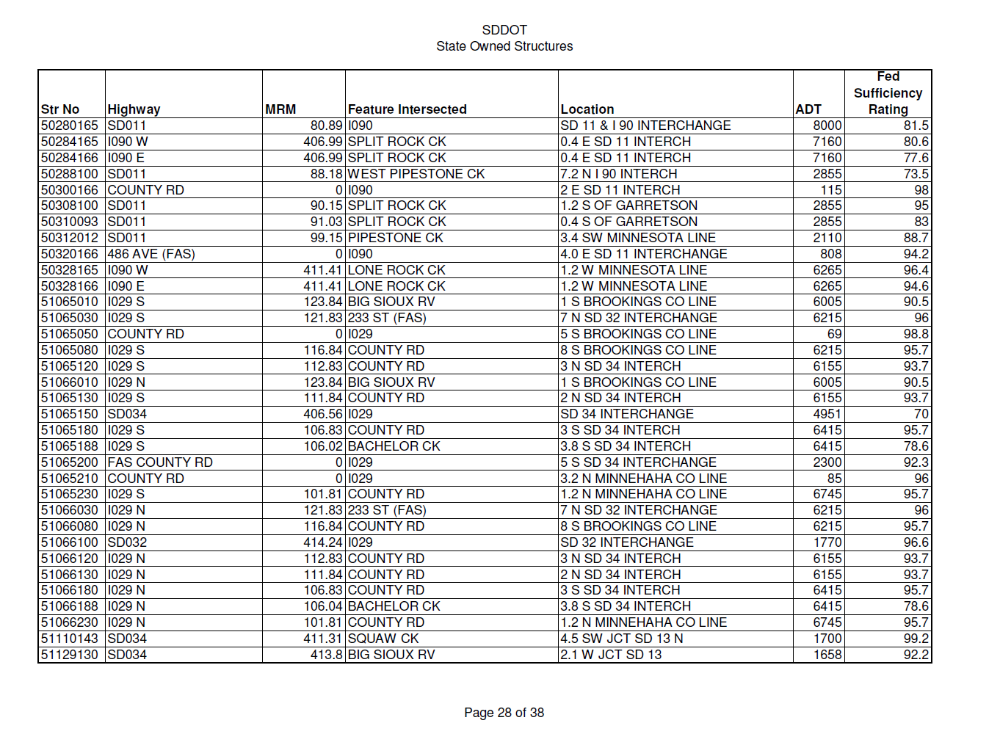 SDDOT
State Owned Structures
Str No Highway MRM Feature Intersected Location ADT Fed Sufficiency Rating
50280165 SD011 80.89 I090 SD 11 & I 90 INTERCHANGE 8000 81.5
50284165 I090 W 406.99 SPLIT ROCK CK 0.4 E SD 11 INTERCH 7160 80.6
50284166 I090 E 406.99 SPLIT ROCK CK 0.4 E SD 11 INTERCH 7160 77.6
50288100 SD011 88.18 WEST PIPESTONE CK 7.2 N I 90 INTERCH 2855 73.5
50300166 COUNTY RD 0 I090 2 E SD 11 INTERCH 115 98
50308100 SD011 90.15 SPLIT ROCK CK 1.2 S OF GARRETSON 2855 95
50310093 SD011 91.03 SPLIT ROCK CK 0.4 S OF GARRETSON 2855 83
50312012 SD011 99.15 PIPESTONE CK 3.4 SW MINNESOTA LINE 2110 88.7
50320166 486 AVE (FAS) 0 I090 4.0 E SD 11 INTERCHANGE 808 94.2
50328165 I090 W 411.41 LONE ROCK CK 1.2 W MINNESOTA LINE 6265 96.4
50328166 I090 E 411.41 LONE ROCK CK 1.2 W MINNESOTA LINE 6265 94.6
51065010 I029 S 123.84 BIG SIOUX RV 1 S BROOKINGS CO LINE 6005 90.5
51065030 I029 S 121.83 233 ST (FAS) 7 N SD 32 INTERCHANGE 6215 96
51065050 COUNTY RD 0 I029 5 S BROOKINGS CO LINE 69 98.8
51065080 I029 S 116.84 COUNTY RD 8 S BROOKINGS CO LINE 6215 95.7
51065120 I029 S 112.83 COUNTY RD 3 N SD 34 INTERCH 6155 93.7
51066010 I029 N 123.84 BIG SIOUX RV 1 S BROOKINGS CO LINE 6005 90.5
51065130 I029 S 111.84 COUNTY RD 2 N SD 34 INTERCH 6155 93.7
51065150 SD034 406.56 I029 SD 34 INTERCHANGE 4951 70
51065180 I029 S 106.83 COUNTY RD 3 S SD 34 INTERCH 6415 95.7
51065188 I029 S 106.02 BACHELOR CK 3.8 S SD 34 INTERCH 6415 78.6
51065200 FAS COUNTY RD 0 I029 5 S SD 34 INTERCHANGE 2300 92.3
51065210 COUNTY RD 0 I029 3.2 N MINNEHAHA CO LINE 85 96
51065230 I029 S 101.81 COUNTY RD 1.2 N MINNEHAHA CO LINE 6745 95.7
51066030 I029 N 121.83 233 ST (FAS) 7 N SD 32 INTERCHANGE 6215 96
51066080 I029 N 116.84 COUNTY RD 8 S BROOKINGS CO LINE 6215 95.7
51066100 SD032 414.24 I029 SD 32 INTERCHANGE 1770 96.6
51066120 I029 N 112.83 COUNTY RD 3 N SD 34 INTERCH 6155 93.7
51066130 I029 N 111.84 COUNTY RD 2 N SD 34 INTERCH 6155 93.7
51066180 I029 N 106.83 COUNTY RD 3 S SD 34 INTERCH 6415 95.7
51066188 I029 N 106.04 BACHELOR CK 3.8 S SD 34 INTERCH 6415 78.6
51066230 I029 N 101.81 COUNTY RD 1.2 N MINNEHAHA CO LINE 6745 95.7
51110143 SD034 411.31 SQUAW CK 4.5 SW JCT SD 13 N 1700 99.2
51129130 SD034 413.8 BIG SIOUX RV 2.1 W JCT SD 13 1658 92.2
Page 28 of 38